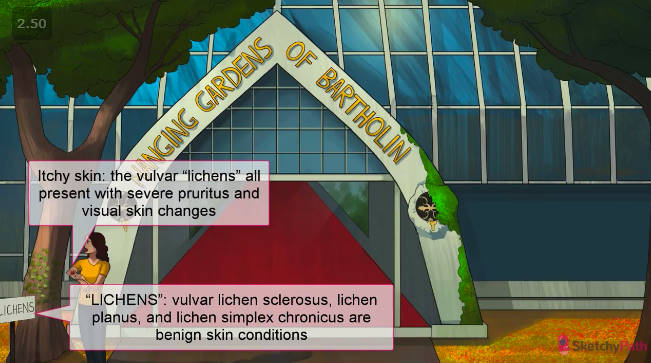 2.50
HANGING GARDENS OF BARTHOLIN
Itchy skin: the vulvar “lichens” all
present with severe pruritus and
visual skin changes
“LICHENS”: vulvar lichen sclerosus, lichen
planus, and lichen simplex chronicus are
benign skin conditions
LICHENS
SketchyPath